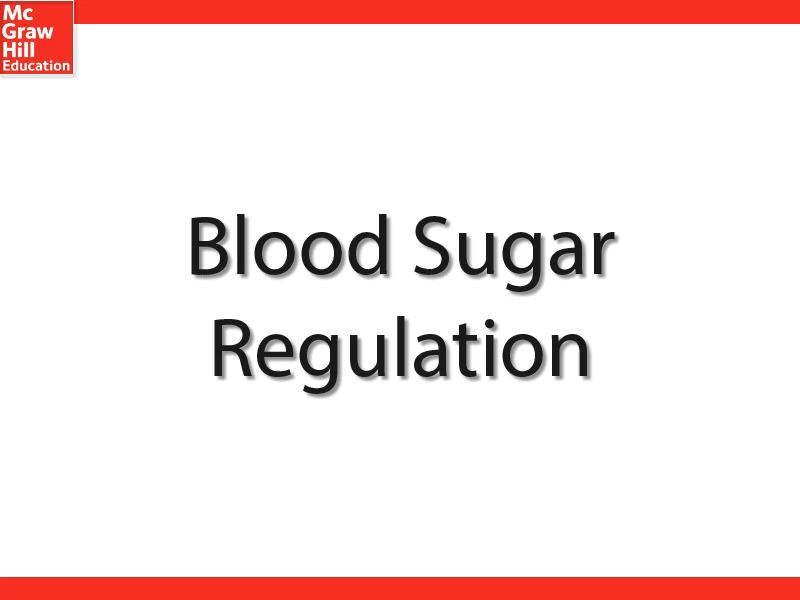 Mc
Graw
Hill
Education
Blood Sugar
Regulation